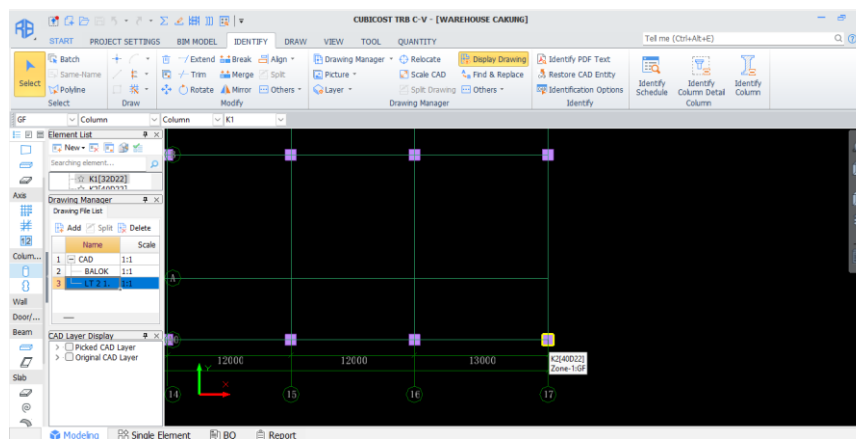 CUBICOST TRB C-V - [WAREHOUSE CAKUNG]
START PROJECT SETTINGS BIM MODEL IDENTIFY DRAW VIEW TOOL QUANTITY Tell me (Ctrl+Alt+E)
Select
Batch
Same-Name
Polyline
Select
Draw
Extend Break Align
Trim Merge Split
Rotate Mirror Others
Modify
Drawing Manager Relocate Display Drawing
Picture Scale CAD Find & Replace
Layer Split Drawing Others
Drawing Manager
Identify PDF Text
Restore CAD Entity
Identification Options
Identify
Identify Schedule
Identify Column Detail
Identify Column
Column
GF Column Column K1
Element List
New
Searching element...
K1[32D22]
K2[40D22]
Drawing Manager
Drawing File List
Add Split Delete
Name Scale
1 CAD 1:1
2 BALOK 1:1
3 LT 2 1. 1:1
CAD Layer Display
Picked CAD Layer
Original CAD Layer
Axis
Colum...
Wall
Door/...
Beam
Slab
A
12000 12000 13000
K2[40D22]
Zone-1:GF
Y
X
14 15 16 17
Modeling Single Element BQ Report